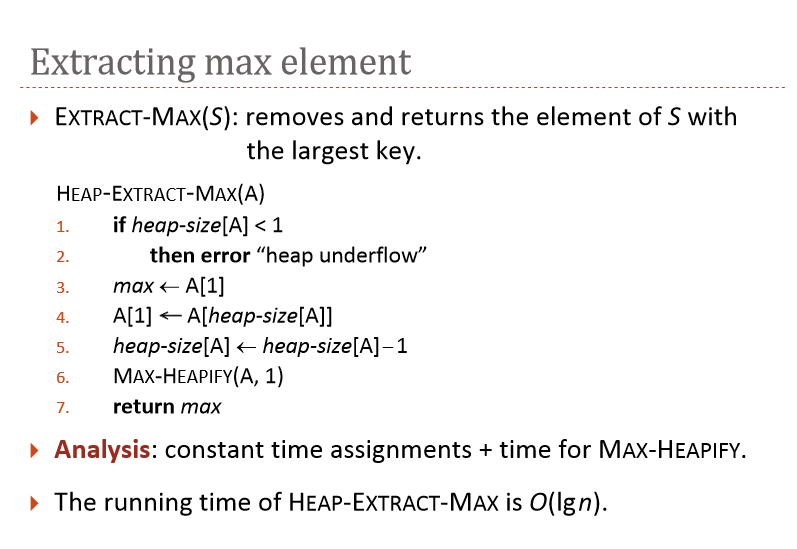 Extracting max element
EXTRACT-MAX(S): removes and returns the element of S with
the largest key.
HEAP-EXTRACT-MAX(A)
1. if heap-size[A] < 1
2. then error “heap underflow”
3. max ← A[1]
4. A[1] ← A[heap-size[A]]
5. heap-size[A] ← heap-size[A]–1
6. MAX-HEAPIFY(A, 1)
7. return max
Analysis: constant time assignments + time for MAX-HEAPIFY.
The running time of HEAP-EXTRACT-MAX is O(lgn).